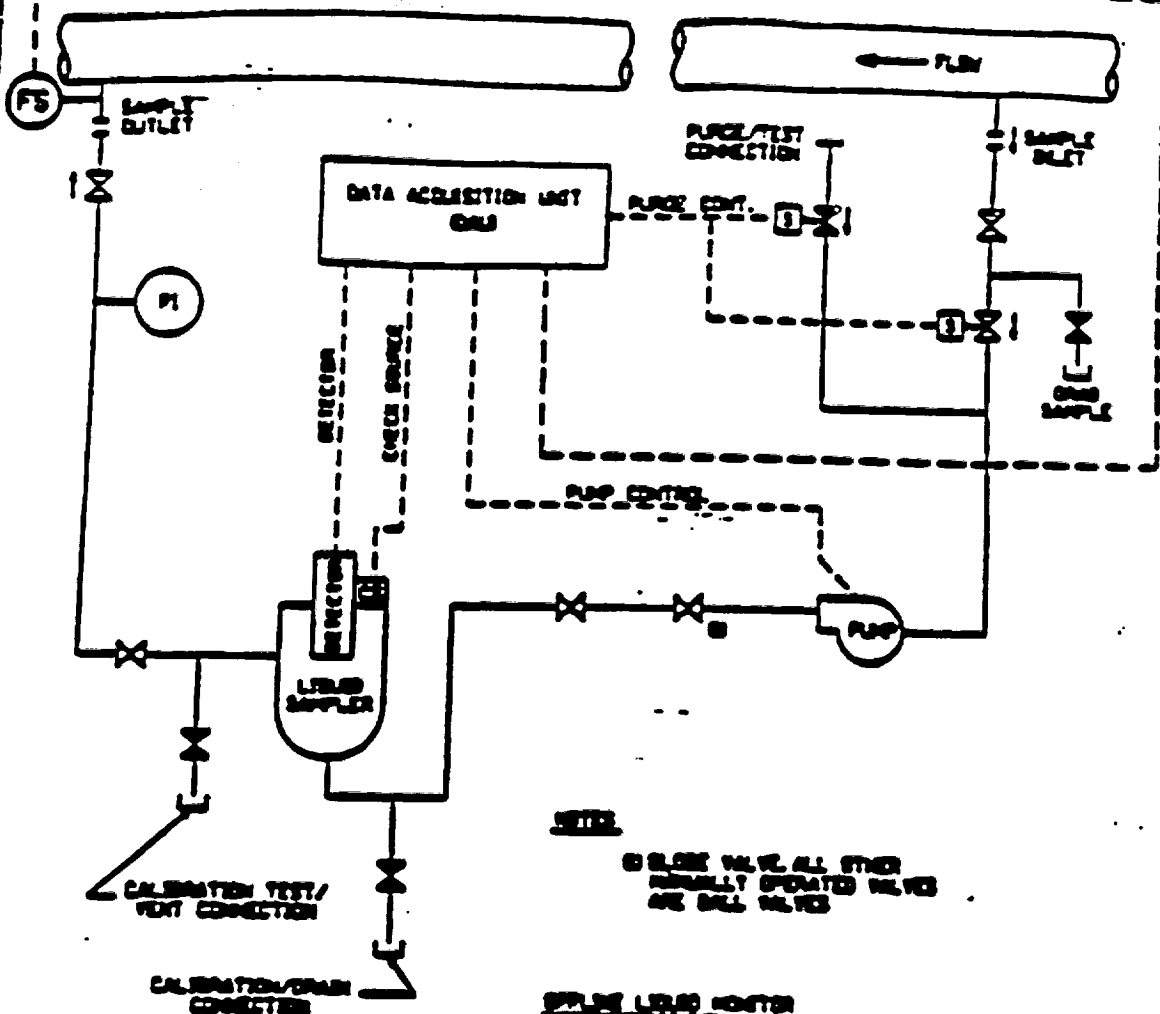 FLOW
FS
SAMPLE
OUTLET
PURGE/TEST
CONNECTION
SAMPLE
INLET
DATA ACQUISITION UNIT
(DAU)
PURGE CONT.
S
PI
S
DETECTOR
CHECK SOURCE
GRAB
SAMPLE
PUMP CONTROL
DETECTOR
PUMP
LIQUID
SAMPLER
NOTES
GLOBE VALVE, ALL OTHER
MANUALLY OPERATED VALVES
ARE BALL VALVES
CALIBRATION TEST/
VENT CONNECTION
CALIBRATION/DRAIN
CONNECTION
OFFLINE LIQUID MONITOR